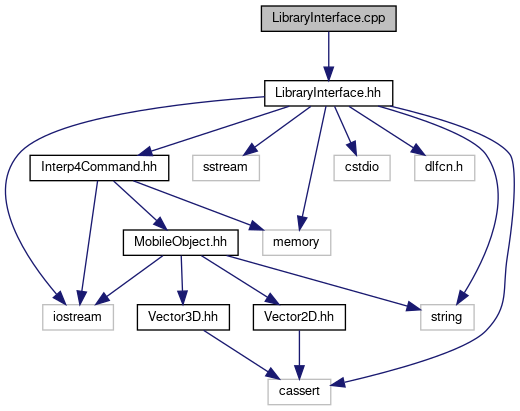 LibraryInterface.cpp
LibraryInterface.hh
Interp4Command.hh
sstream
cstdio
dlfcn.h
MobileObject.hh
memory
iostream
Vector3D.hh
Vector2D.hh
string
cassert